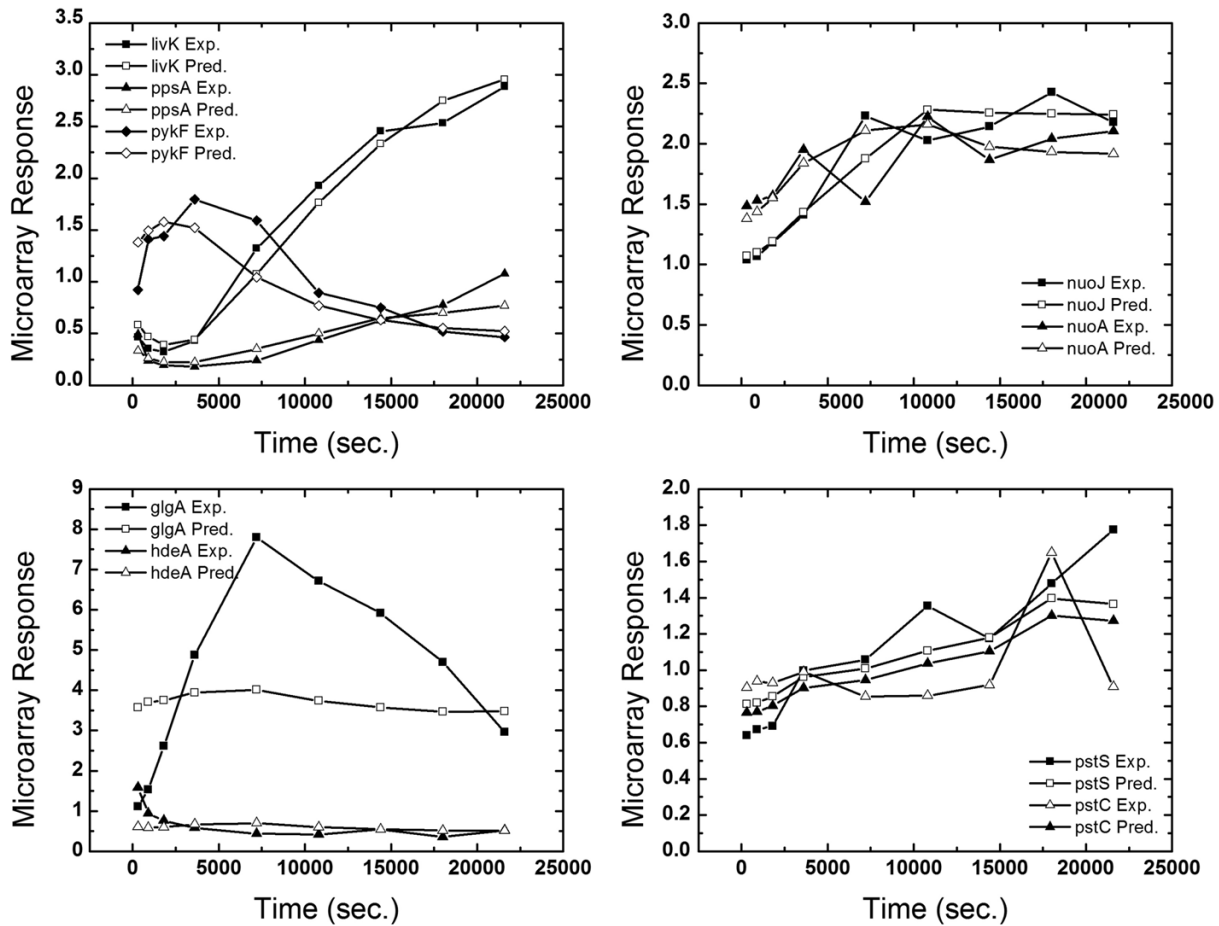 Microarray Response
3.5
3.0
2.5
2.0
1.5
1.0
0.5
0.0
livK Exp.
livK Pred.
ppsA Exp.
ppsA Pred.
pykF Exp.
pykF Pred.
0 5000 10000 15000 20000 25000
Time (sec.)
Microarray Response
3.0
2.5
2.0
1.5
1.0
0.5
0.0
nuoJ Exp.
nuoJ Pred.
nuoA Exp.
nuoA Pred.
0 5000 10000 15000 20000 25000
Time (sec.)
Microarray Response
9
8
7
6
5
4
3
2
1
0
glgA Exp.
glgA Pred.
hdeA Exp.
hdeA Pred.
0 5000 10000 15000 20000 25000
Time (sec.)
Microarray Response
2.0
1.8
1.6
1.4
1.2
1.0
0.8
0.6
0.4
0.2
0.0
pstS Exp.
pstS Pred.
pstC Exp.
pstC Pred.
0 5000 10000 15000 20000 25000
Time (sec.)